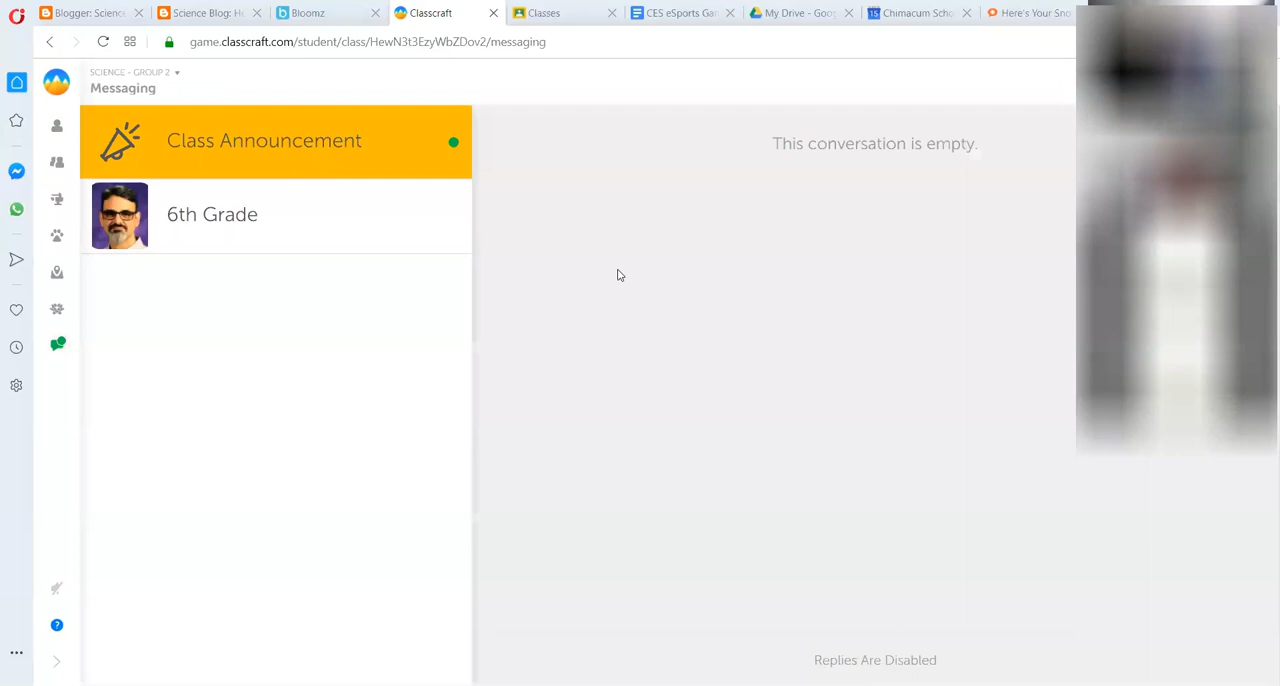 Blogger: Science
Science Blog: He
Bloomz
Classcraft
Classes
CES eSports Gar
My Drive - Goog
Chimacum Scho
Here's Your Sno
game.classcraft.com/student/class/HewN3t3EzyWbZDov2/messaging
SCIENCE - GROUP 2
Messaging
Class Announcement
This conversation is empty.
6th Grade
?
Replies Are Disabled